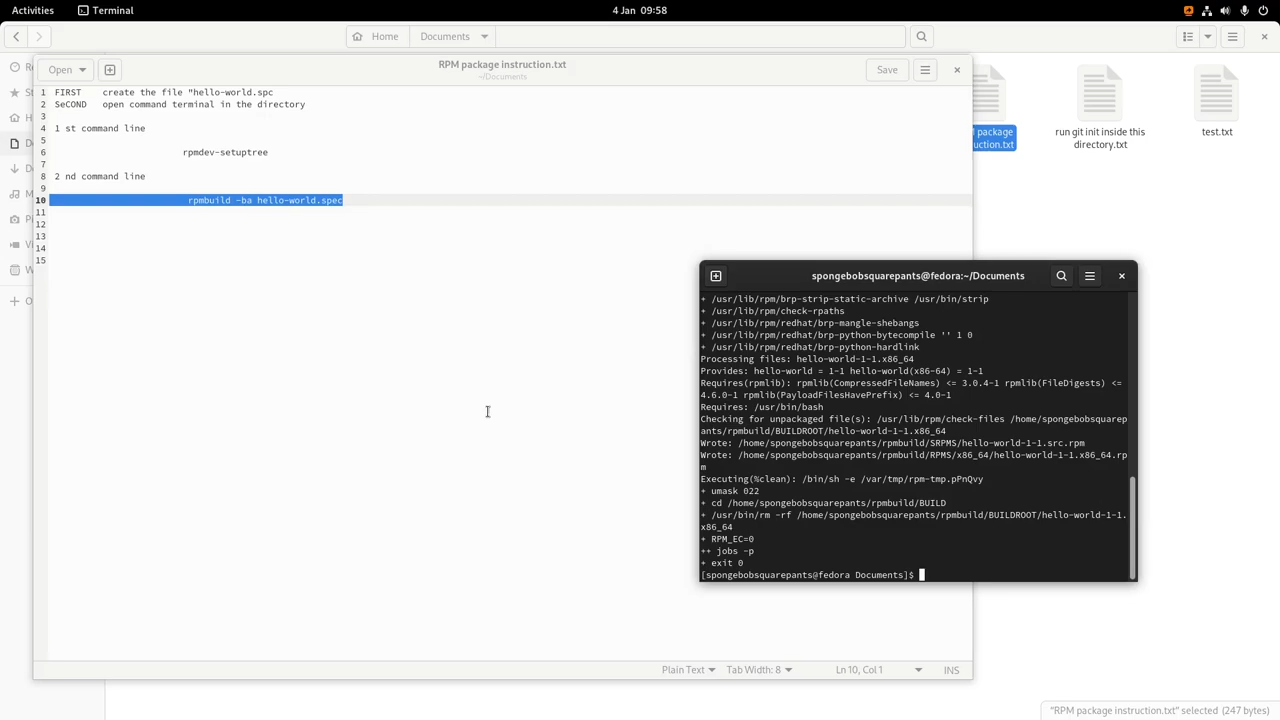 Activities
Terminal
4 Jan 09:58
Home
Documents
Open
RPM package instruction.txt
~/Documents
Save
1 FIRST    create the file "hello-world.spc
2 SeCOND   open command terminal in the directory
3
4 1 st command line
5
6 rpmdev-setuptree
7
8 2 nd command line
9
10 rpmbuild -ba hello-world.spec
11
12
13
14
15
Plain Text
Tab Width: 8
Ln 10, Col 1
INS
package
uction.txt
run git init inside this
directory.txt
test.txt
spongebobsquarepants@fedora:~/Documents
+ /usr/lib/rpm/brp-strip-static-archive /usr/bin/strip
+ /usr/lib/rpm/check-rpaths
+ /usr/lib/rpm/redhat/brp-mangle-shebangs
+ /usr/lib/rpm/redhat/brp-python-bytecompile '' 1 0
+ /usr/lib/rpm/redhat/brp-python-hardlink
Processing files: hello-world-1-1.x86_64
Provides: hello-world = 1-1 hello-world(x86-64) = 1-1
Requires(rpmlib): rpmlib(CompressedFileNames) <= 3.0.4-1 rpmlib(FileDigests) <=
4.6.0-1 rpmlib(PayloadFilesHavePrefix) <= 4.0-1
Requires: /usr/bin/bash
Checking for unpackaged file(s): /usr/lib/rpm/check-files /home/spongebobsquarep
ants/rpmbuild/BUILDROOT/hello-world-1-1.x86_64
Wrote: /home/spongebobsquarepants/rpmbuild/SRPMS/hello-world-1-1.src.rpm
Wrote: /home/spongebobsquarepants/rpmbuild/RPMS/x86_64/hello-world-1-1.x86_64.rp
m
Executing(%clean): /bin/sh -e /var/tmp/rpm-tmp.pPnQvy
+ umask 022
+ cd /home/spongebobsquarepants/rpmbuild/BUILD
+ /usr/bin/rm -rf /home/spongebobsquarepants/rpmbuild/BUILDROOT/hello-world-1-1.
x86_64
+ RPM_EC=0
++ jobs -p
+ exit 0
[spongebobsquarepants@fedora Documents]$
"RPM package instruction.txt" selected (247 bytes)